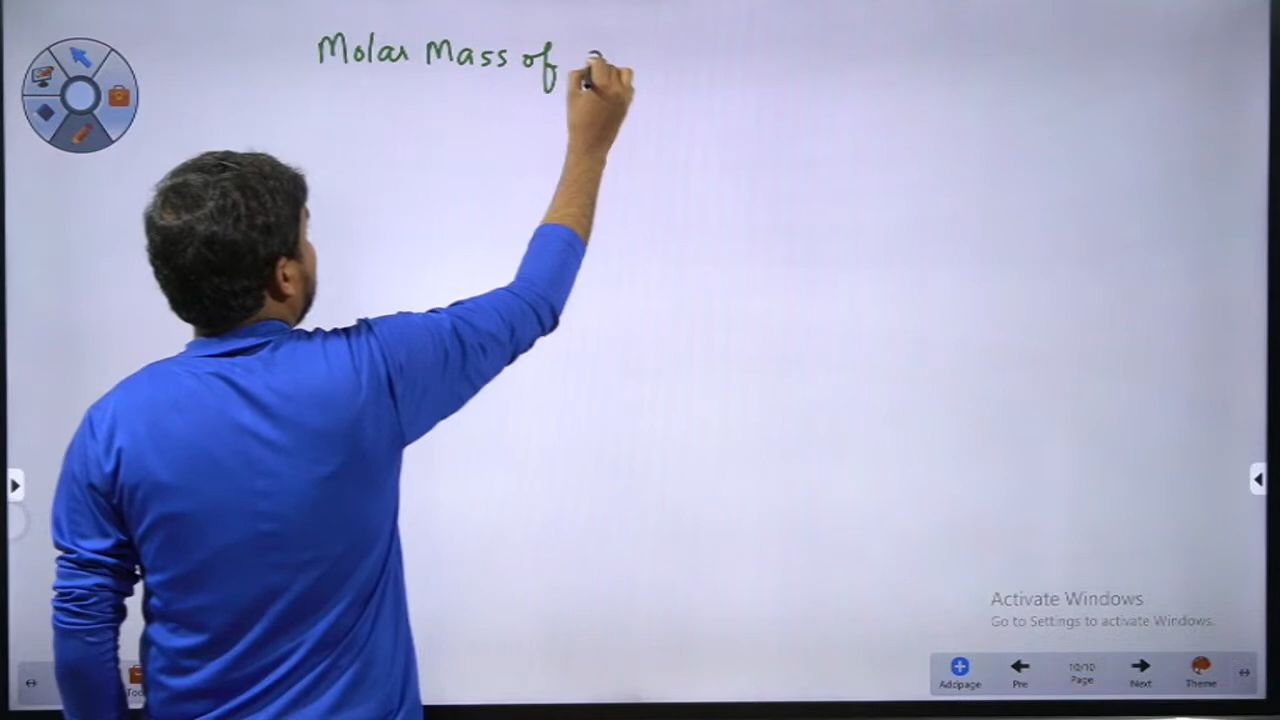 Molar Mass of
Activate Windows
Go to Settings to activate Windows.
Addpage
Pre
10/10
Page
Next
Theme